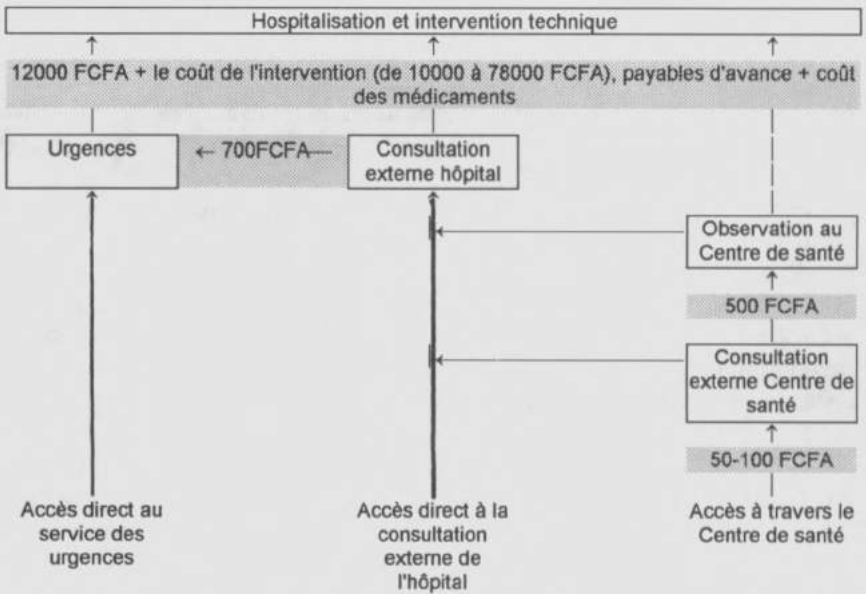 Hospitalisation et intervention technique
12000 FCFA + le coût de l'intervention (de 10000 à 78000 FCFA), payables d'avance + coût
des médicaments
Urgences
← 700FCFA
Consultation
externe hôpital
Observation au
Centre de santé
500 FCFA
Consultation
externe Centre de
santé
50-100 FCFA
Accès direct au
service des
urgences
Accès direct à la
consultation
externe de
l'hôpital
Accès à travers le
Centre de santé